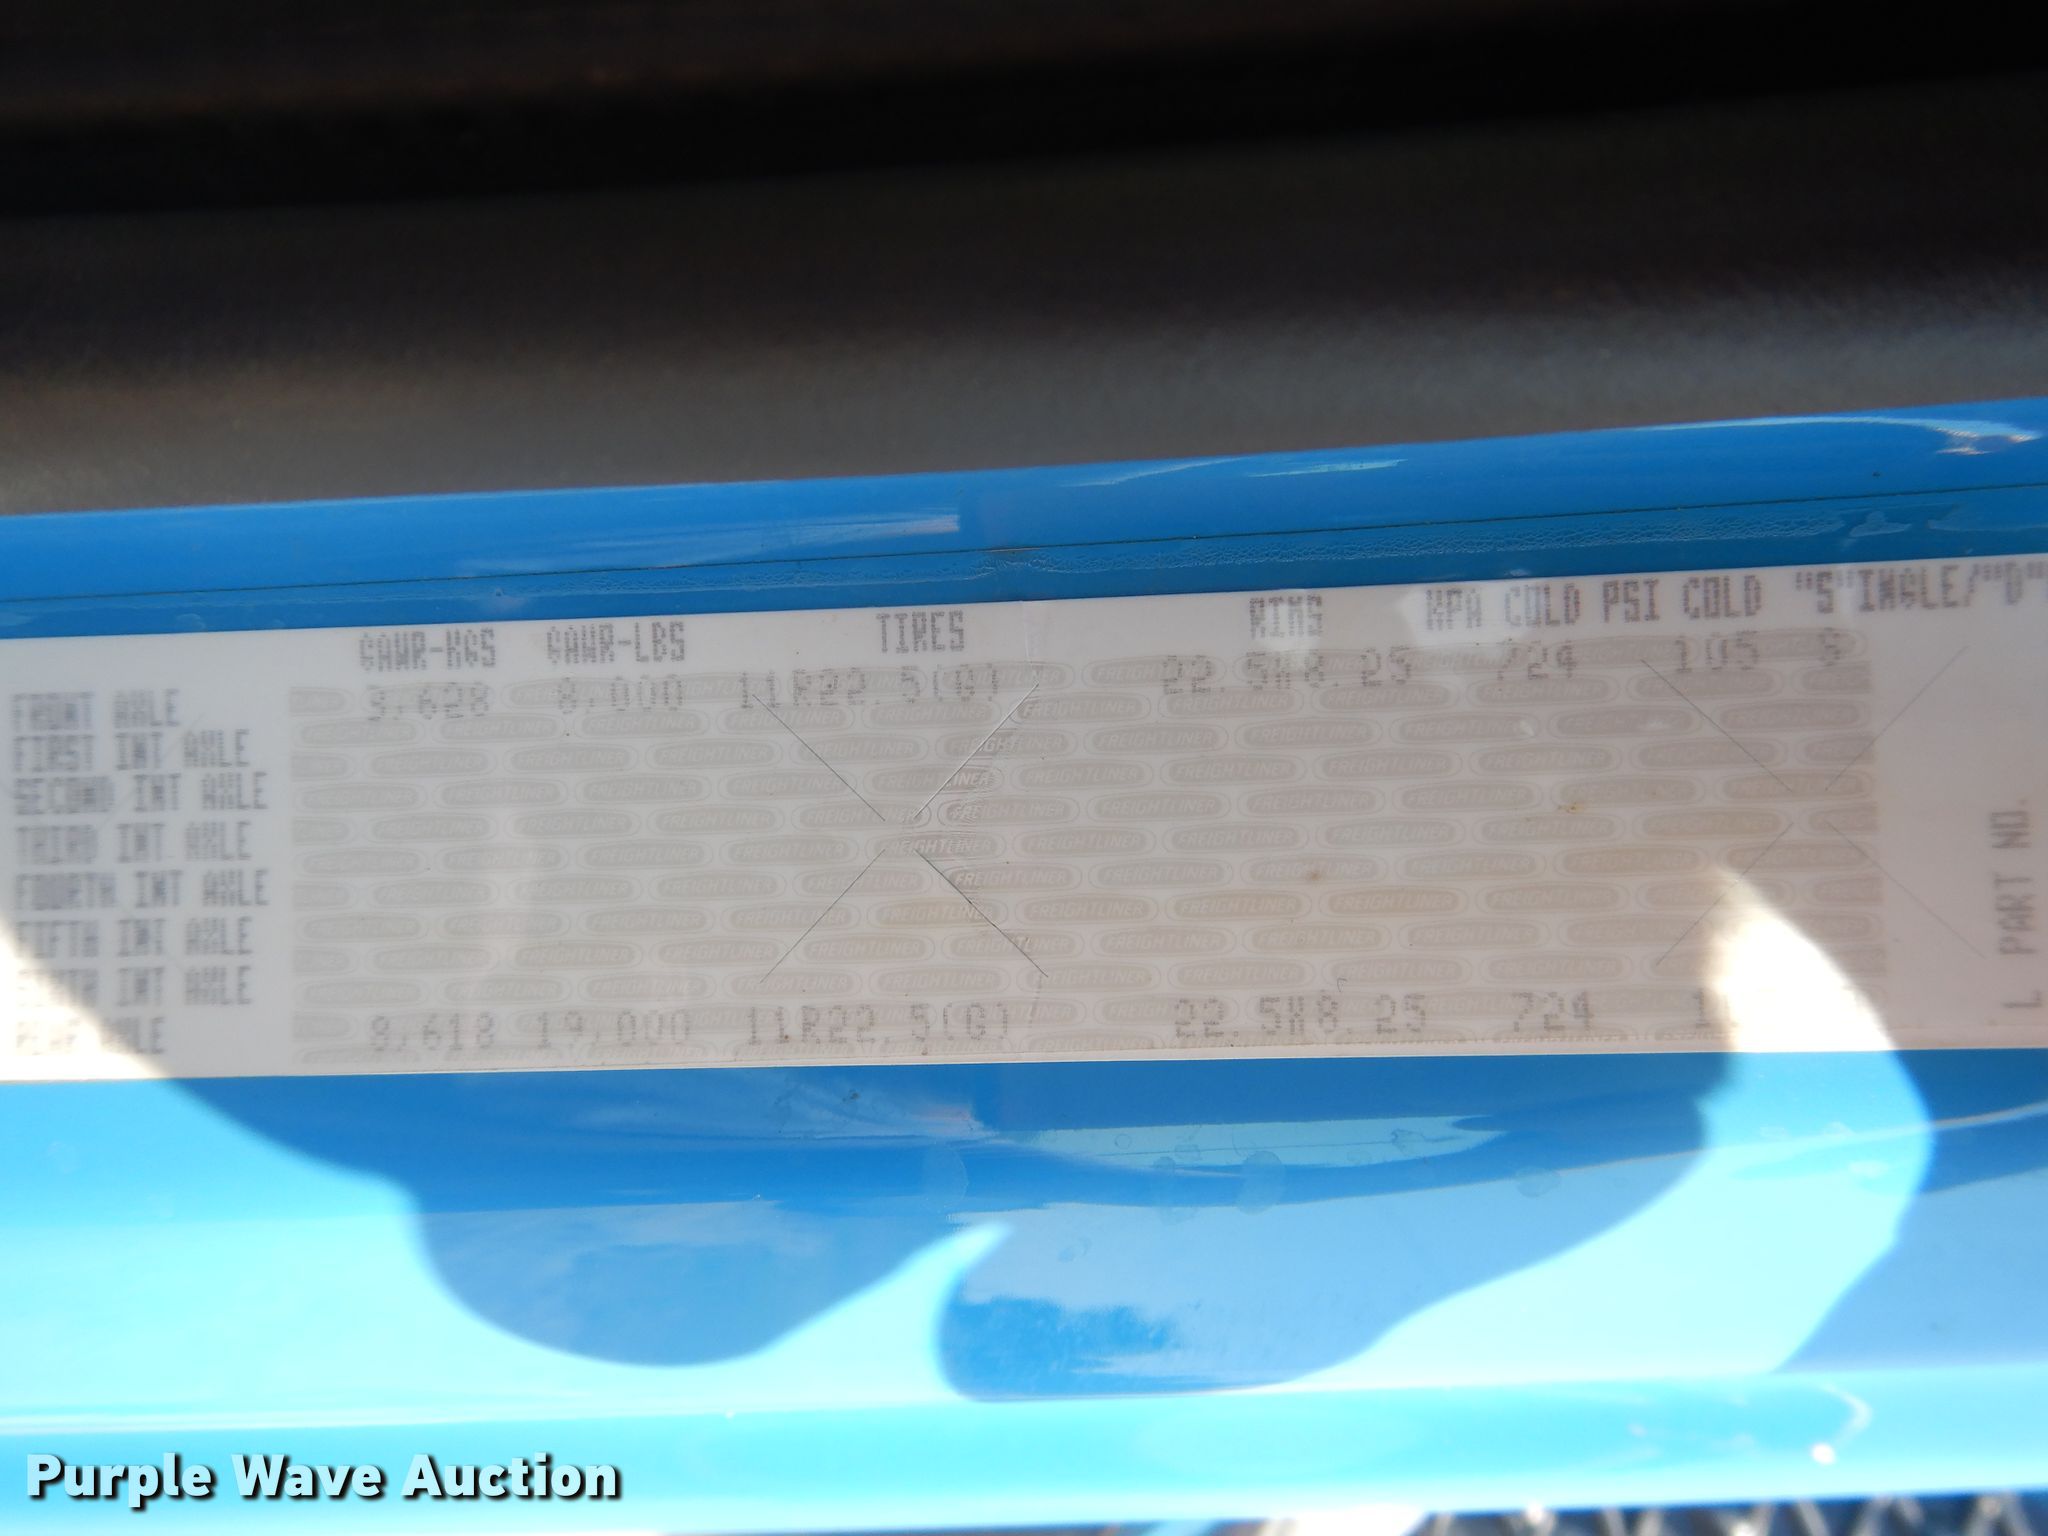 GAWR-KGS GAWR-LBS TIRES RIMS KPA COLD PSI COLD "S"INGLE/"D"
FRONT AXLE 8,000 11R22.5(G) 22.5X8.25 724 105 S
FIRST INT AXLE
SECOND INT AXLE
THIRD INT AXLE
FOURTH INT AXLE
FIFTH INT AXLE
INT AXLE
REAR AXLE 8,618 19,000 11R22.5(G) 22.5X8.25 724
L PART NO.
FREIGHTLINER
Purple Wave Auction